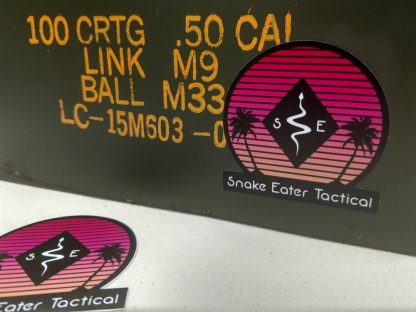 100 CRTG .50 CAL
LINK M9
BALL M33
LC-15M603-0
S E
Snake Eater Tactical
S E
Eater Tactical